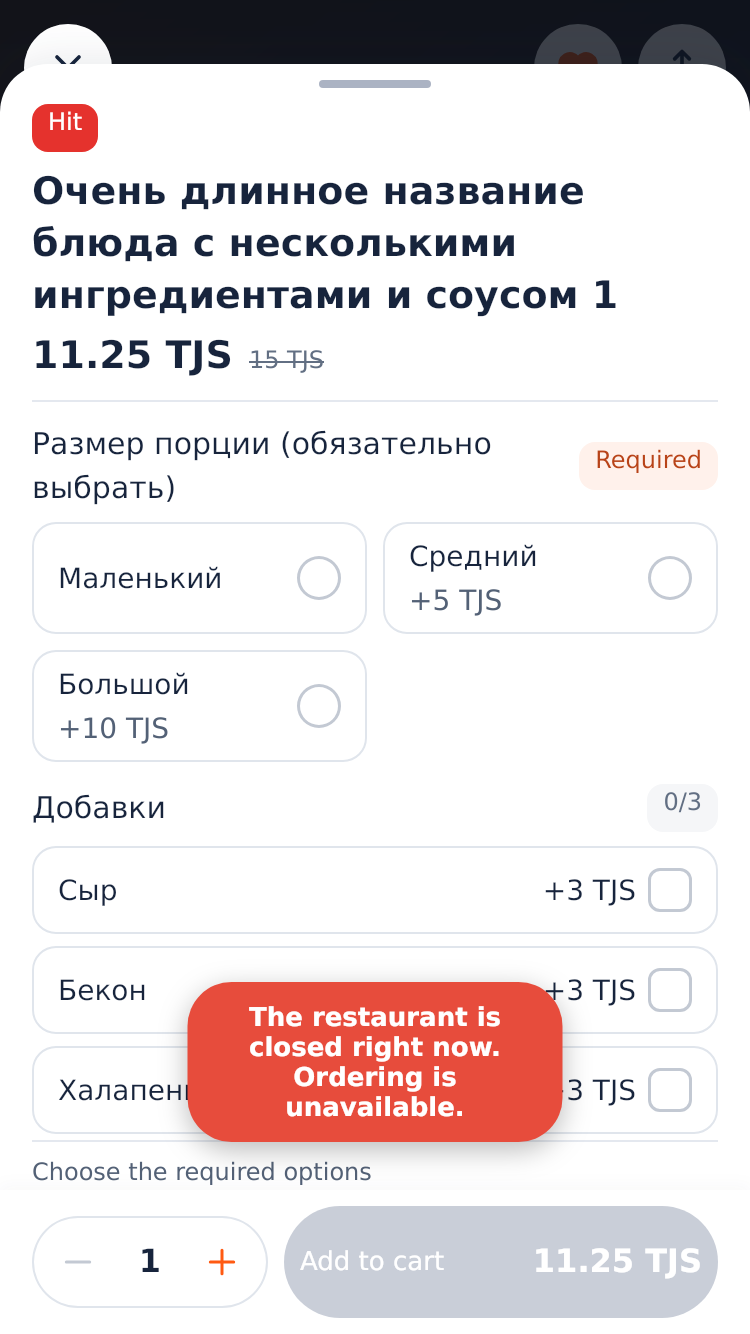 Hit
Очень длинное название
блюда с несколькими
ингредиентами и соусом 1
11.25 TJS 15 TJS
Размер порции (обязательно
выбрать)
Required
Маленький
Средний
+5 TJS
Большой
+10 TJS
Добавки
0/3
Сыр +3 TJS
Бекон +3 TJS
The restaurant is
closed right now.
Ordering is
unavailable.
3 TJS
Choose the required options
1
Add to cart 11.25 TJS